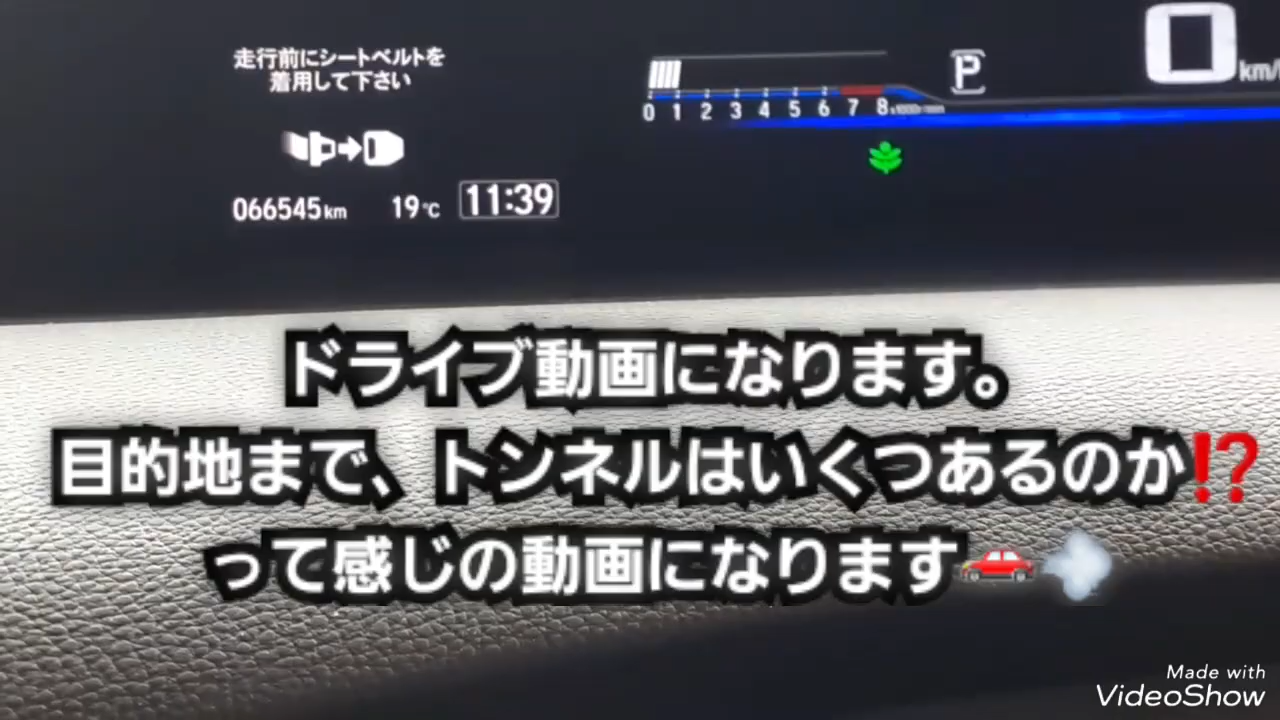 走行前にシートベルトを
着用して下さい
066545km 19℃ 11:39
0 1 2 3 4 5 6 7 8 x1000r/min
P
0 km/
ドライブ動画になります。
目的地まで、トンネルはいくつあるのか⁉️
って感じの動画になります🚗💨
Made with
VideoShow